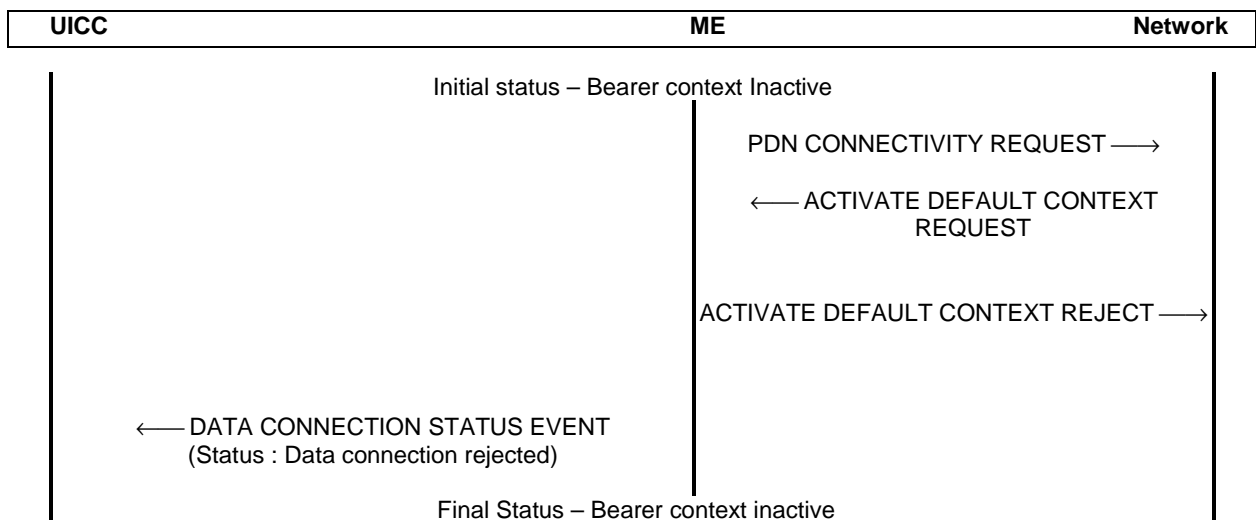 UICC ME Network
Initial status – Bearer context Inactive
PDN CONNECTIVITY REQUEST ⟶
⟵ ACTIVATE DEFAULT CONTEXT
REQUEST
ACTIVATE DEFAULT CONTEXT REJECT ⟶
⟵ DATA CONNECTION STATUS EVENT
(Status : Data connection rejected)
Final Status – Bearer context inactive